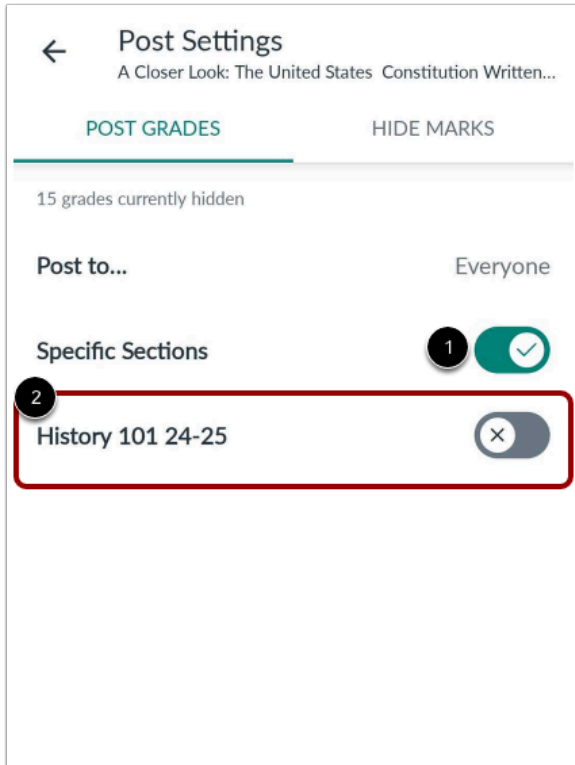 Post Settings
A Closer Look: The United States Constitution Written...
POST GRADES HIDE MARKS
15 grades currently hidden
Post to... Everyone
Specific Sections 1
2
History 101 24-25